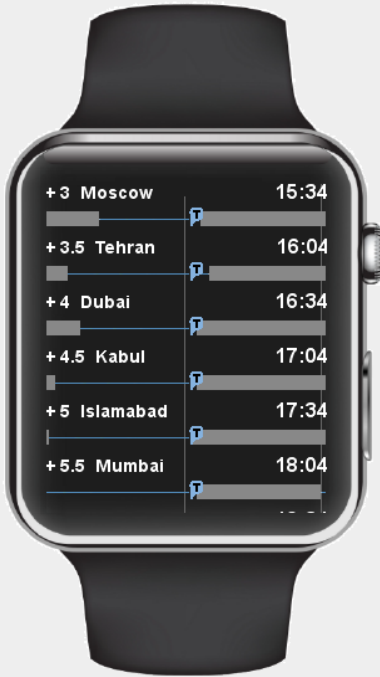 + 3 Moscow 15:34
T
+ 3.5 Tehran 16:04
T
+ 4 Dubai 16:34
T
+ 4.5 Kabul 17:04
T
+ 5 Islamabad 17:34
T
+ 5.5 Mumbai 18:04
T